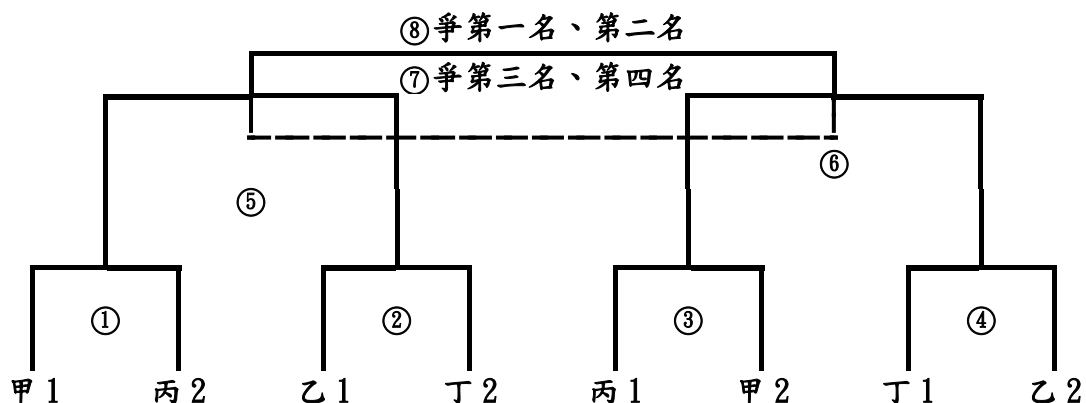 ⑧爭第一名、第二名
⑦爭第三名、第四名
⑥
⑤
① ② ③ ④
甲1 丙2 乙1 丁2 丙1 甲2 丁1 乙2